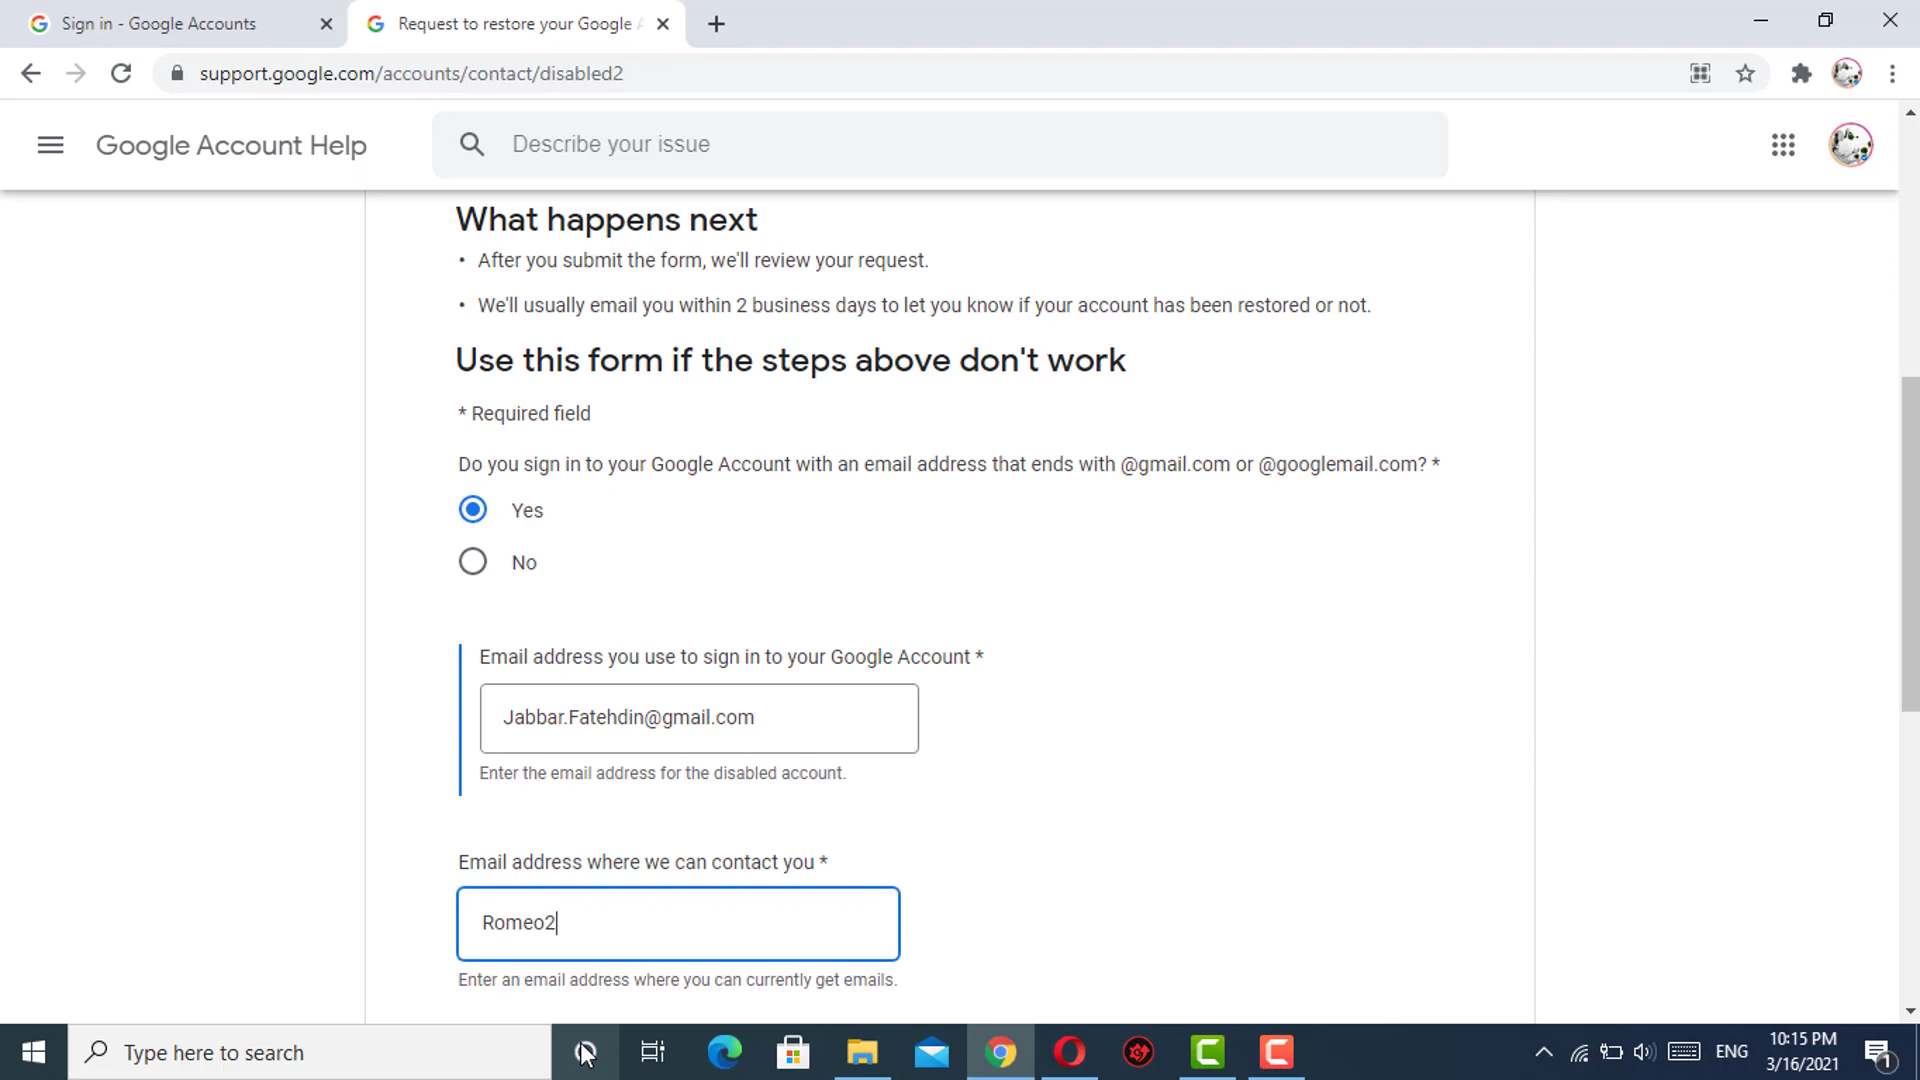 Sign in - Google Accounts
Request to restore your Google A
support.google.com/accounts/contact/disabled2
Google Account Help
Describe your issue
What happens next
• After you submit the form, we'll review your request.
• We'll usually email you within 2 business days to let you know if your account has been restored or not.
Use this form if the steps above don't work
* Required field
Do you sign in to your Google Account with an email address that ends with @gmail.com or @googlemail.com? *
Yes
No
Email address you use to sign in to your Google Account *
Jabbar.Fatehdin@gmail.com
Enter the email address for the disabled account.
Email address where we can contact you *
Romeo2
Enter an email address where you can currently get emails.
Type here to search
ENG
10:15 PM
3/16/2021
1